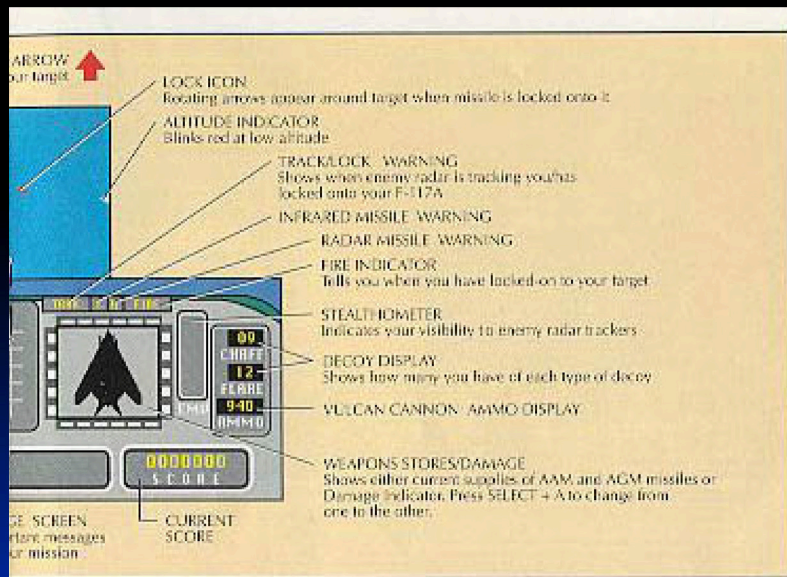 ARROW
our target
LOCK ICON
Rotating arrows appear around target when missile is locked onto it
ALTITUDE INDICATOR
Blinks red at low altitude
TRACK/LOCK WARNING
Shows when enemy radar is tracking you/has
locked onto your F-117A
INFRARED MISSILE WARNING
RADAR MISSILE WARNING
FIRE INDICATOR
Tells you when you have locked-on to your target
STEALTHOMETER
Indicates your visibility to enemy radar trackers
09
CHAFF
12
FLARE
940
AMMO
DECOY DISPLAY
Shows how many you have of each type of decoy
VULCAN CANNON AMMO DISPLAY
WEAPONS STORES/DAMAGE
Shows either current supplies of AAM and AGM missiles or
Damage Indicator. Press SELECT + A to change from
one to the other.
0000000
SCORE
GE SCREEN
rtant messages
ur mission
CURRENT
SCORE